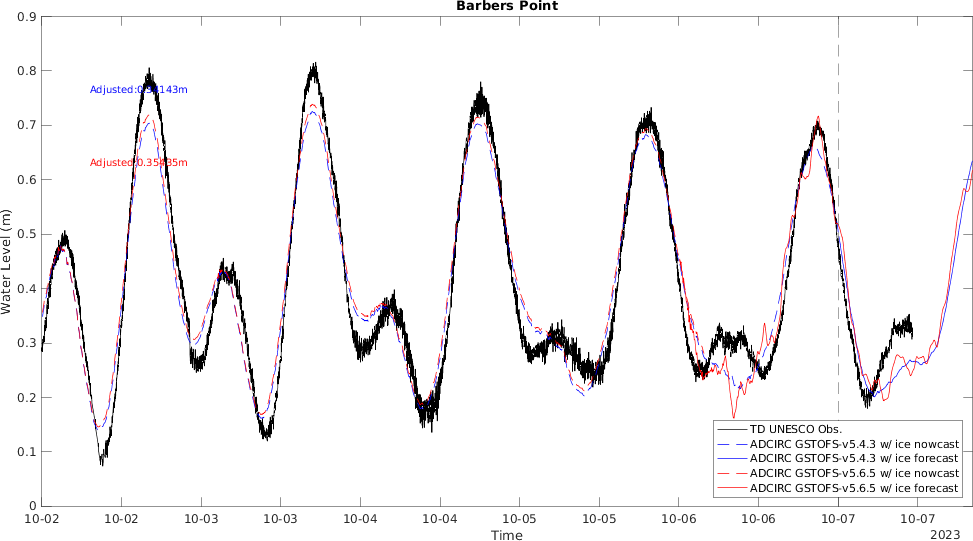 Barbers Point
0.9
0.8
0.7
0.6
0.5
0.4
0.3
0.2
0.1
0
Water Level (m)
Adjusted:
Adjusted:0.35435m
TD UNESCO Obs.
ADCIRC GSTOFS-v5.4.3 w/ ice nowcast
ADCIRC GSTOFS-v5.4.3 w/ ice forecast
ADCIRC GSTOFS-v5.6.5 w/ ice nowcast
ADCIRC GSTOFS-v5.6.5 w/ ice forecast
10-02 10-02 10-03 10-03 10-04 10-04 10-05 10-05 10-06 10-06 10-07 10-07
Time
2023